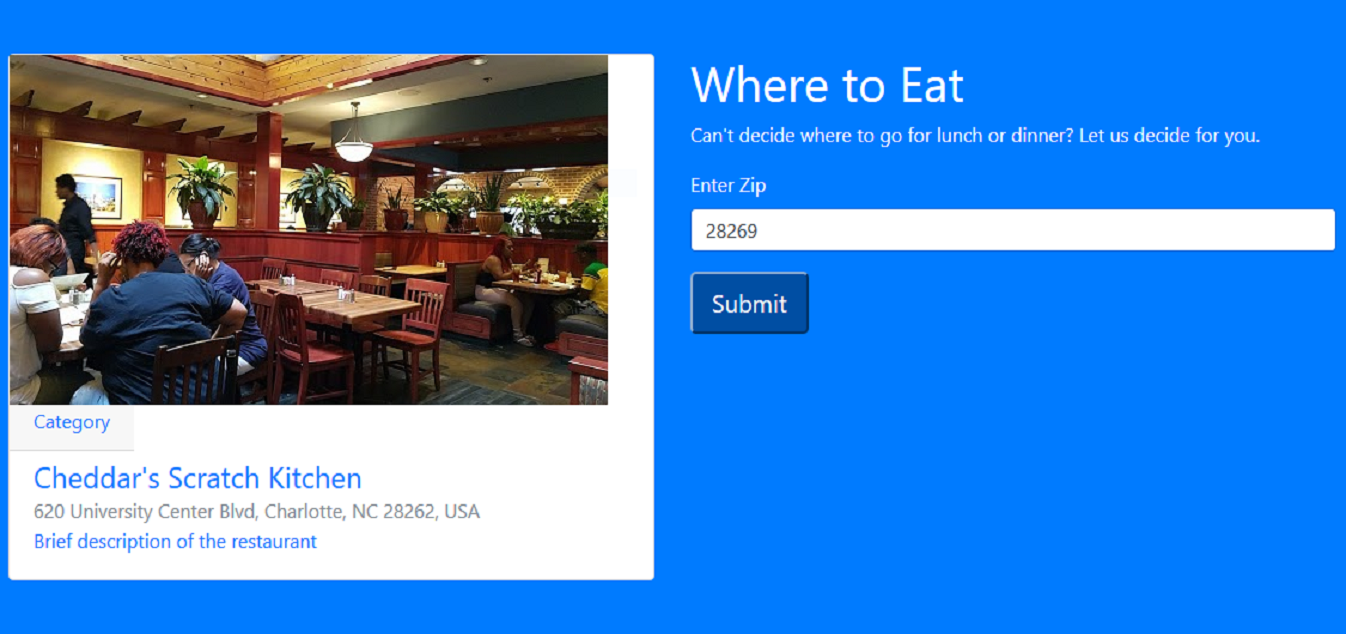 Category
Cheddar's Scratch Kitchen
620 University Center Blvd, Charlotte, NC 28262, USA
Brief description of the restaurant
Where to Eat
Can't decide where to go for lunch or dinner? Let us decide for you.
Enter Zip
28269
Submit